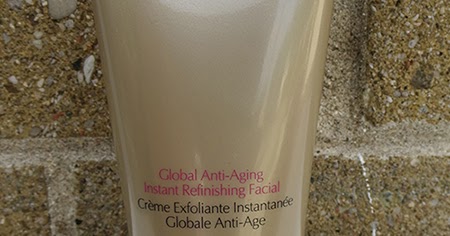 Global Anti-Aging
Instant Refinishing Facial
Crème Exfoliante Instantanée
Globale Anti-Age